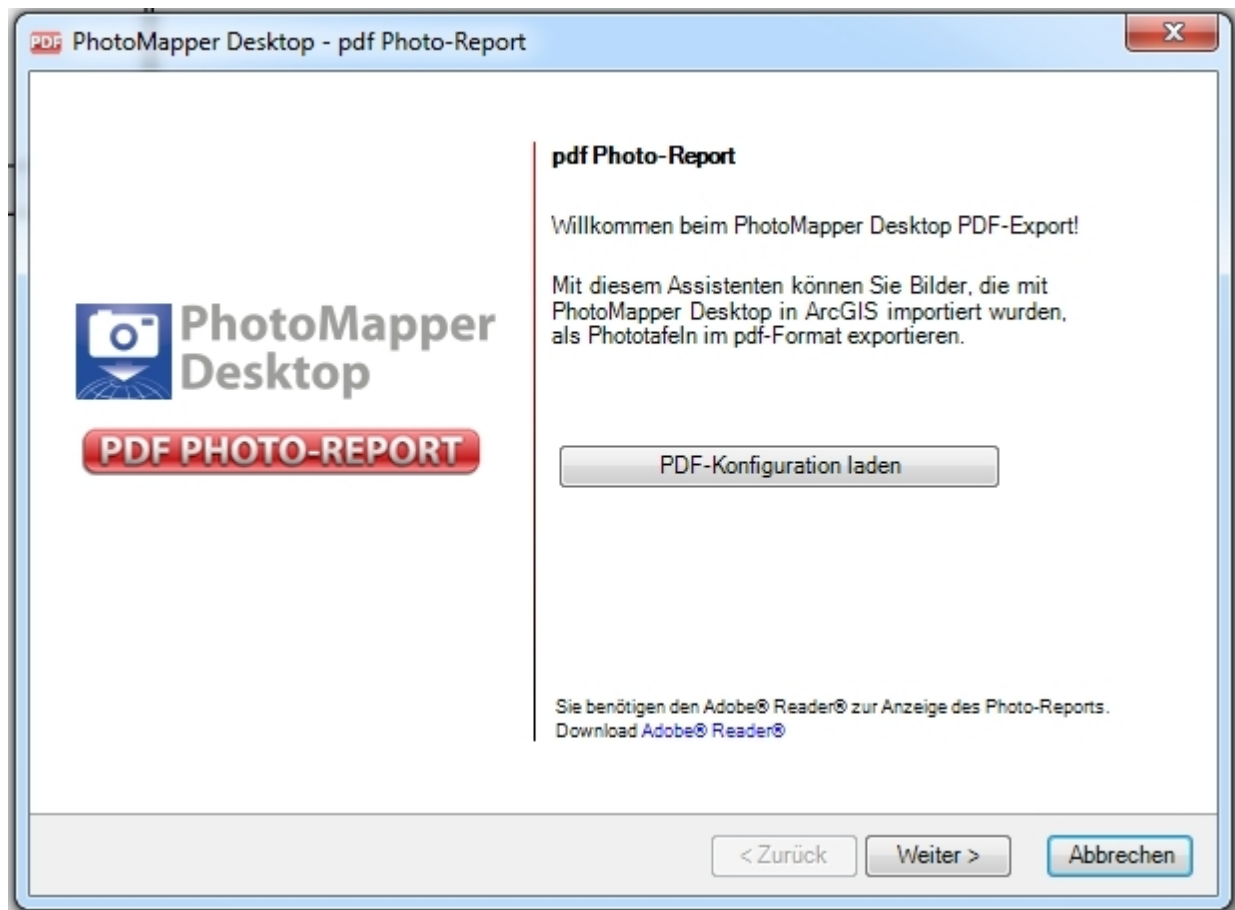 PDF PhotoMapper Desktop - pdf Photo-Report
pdf Photo-Report
Willkommen beim PhotoMapper Desktop PDF-Export!
Mit diesem Assistenten können Sie Bilder, die mit
PhotoMapper Desktop in ArcGIS importiert wurden,
als Phototafeln im pdf-Format exportieren.
PhotoMapper
Desktop
PDF PHOTO-REPORT
PDF-Konfiguration laden
Sie benötigen den Adobe® Reader® zur Anzeige des Photo-Reports.
Download Adobe® Reader®
< Zurück Weiter > Abbrechen